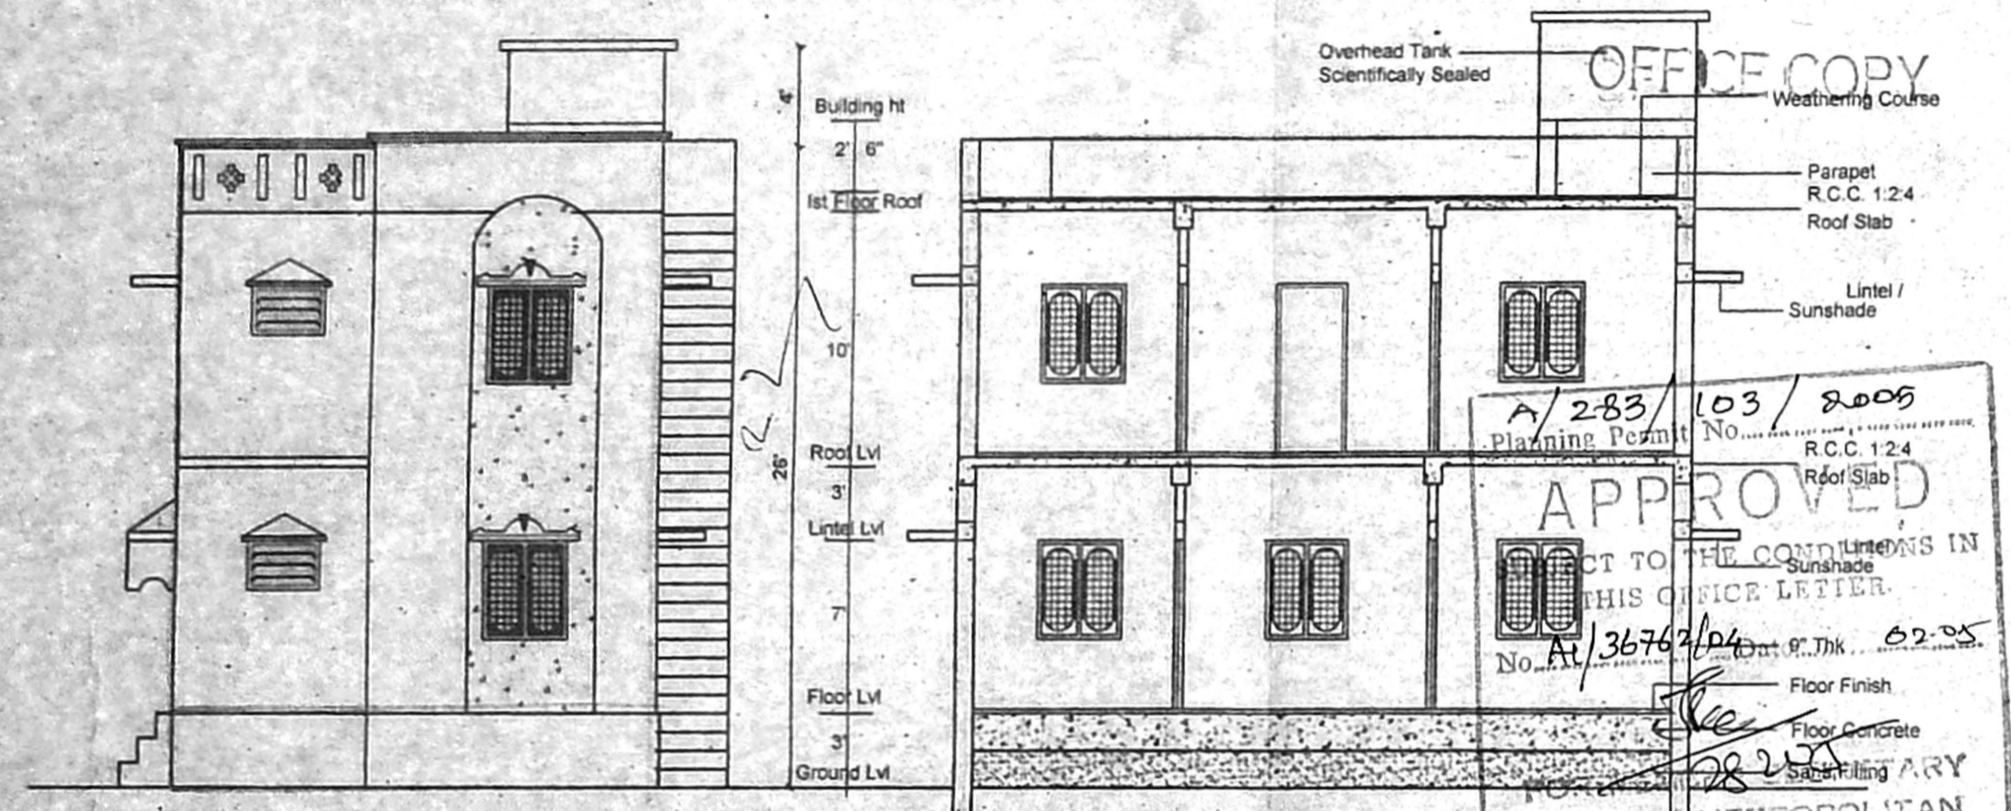 Overhead Tank
Scientifically Sealed
OFFICE COPY
Weathering Course
4'
Building ht
2' 6"
Ist Floor Roof
Parapet
R.C.C. 1:2:4
Roof Slab
Lintel /
Sunshade
10'
26'
Roof Lvl
3'
Lintel Lvl
7'
Floor Lvl
3'
Ground Lvl
A/283/103/2005
Planning Permit No.
R.C.C. 1:2:4
Roof Slab
APPROVED
SUBJECT TO THE CONDITIONS IN
Lintel
Sunshade
THIS OFFICE LETTER.
No. A1/36762/04 Dat 02-05
9" Thk
Floor Finish
Floor Concrete
Sand Filling